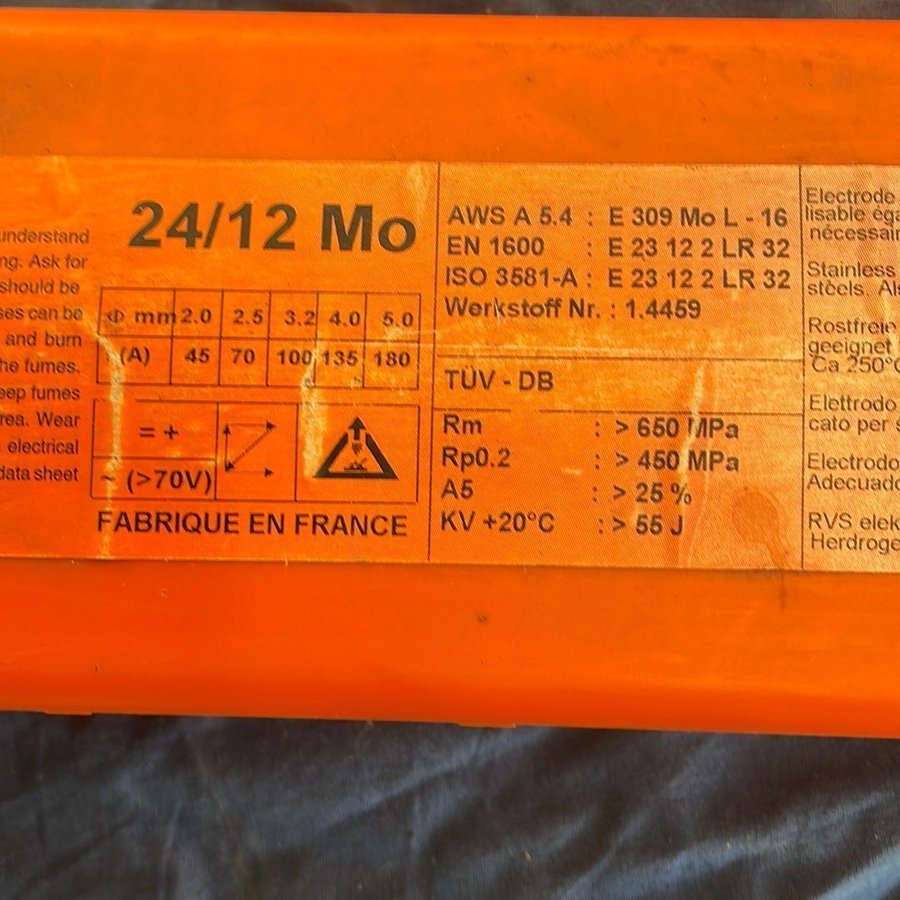 understand
ng. Ask for
should be
ses can be
and burn
he fumes.
eep fumes
rea. Wear
electrical
data sheet
24/12 Mo
Φ mm 2.0 2.5 3.2 4.0 5.0
(A) 45 70 100 135 180
= +
~ (>70V)
FABRIQUE EN FRANCE
AWS A 5.4 : E 309 Mo L - 16
EN 1600 : E 23 12 2 LR 32
ISO 3581-A : E 23 12 2 LR 32
Werkstoff Nr. : 1.4459
TÜV - DB
Rm : > 650 MPa
Rp0.2 : > 450 MPa
A5 : > 25 %
KV +20°C : > 55 J
Electrode
lisable éga
nécessair
Stainless
stèels. Als
Rostfreie
geeignet
Ca 250°C
Elettrodo
cato per s
Electrodo
Adecuado
RVS elek
Herdroge